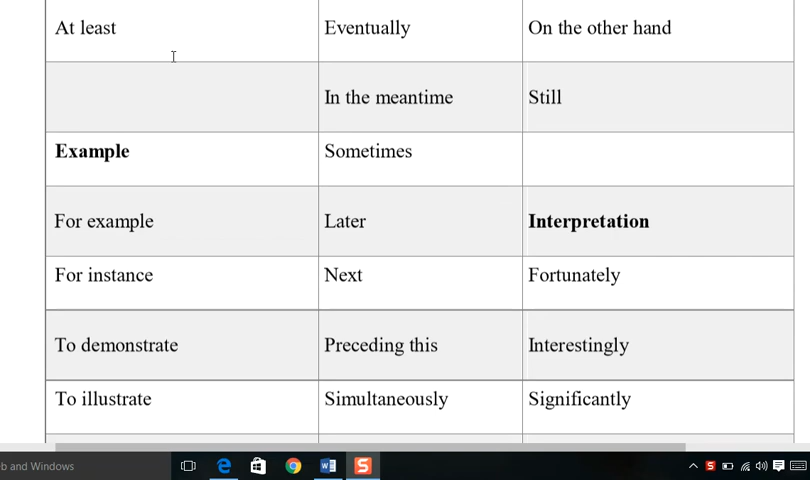 At least Eventually On the other hand
In the meantime Still
Example Sometimes
For example Later Interpretation
For instance Next Fortunately
To demonstrate Preceding this Interestingly
To illustrate Simultaneously Significantly
b and Windows